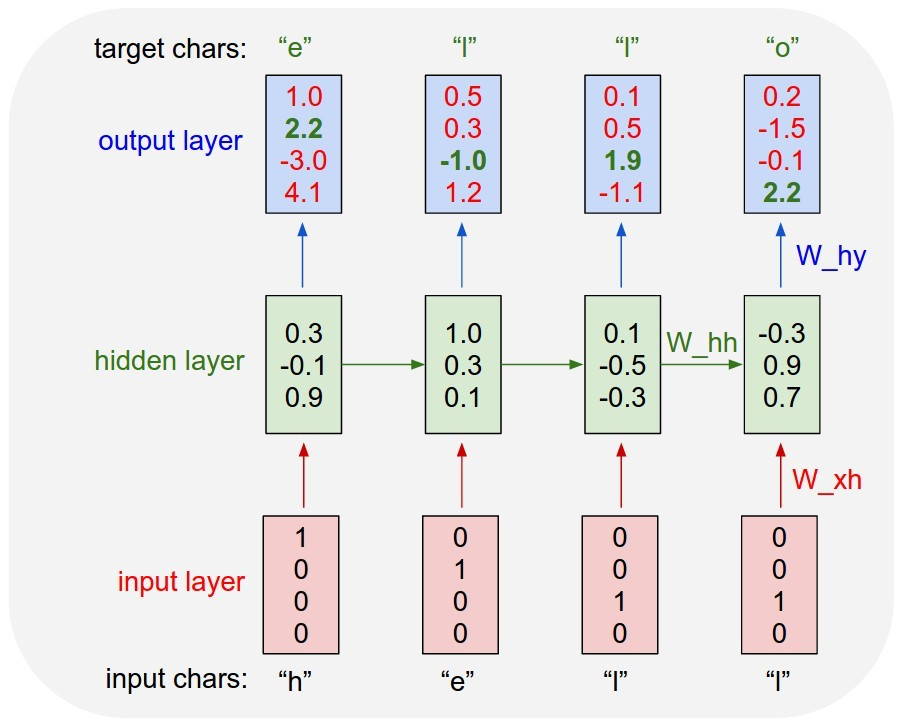 target chars: “e” “l” “l” “o”
1.0 0.5 0.1 0.2
2.2 0.3 0.5 -1.5
output layer
-3.0 -1.0 1.9 -0.1
4.1 1.2 -1.1 2.2
W_hy
0.3 1.0 0.1 -0.3
W_hh
hidden layer -0.1 0.3 -0.5 0.9
0.9 0.1 -0.3 0.7
W_xh
1 0 0 0
0 1 0 0
input layer
0 0 1 1
0 0 0 0
input chars: “h” “e” “l” “l”